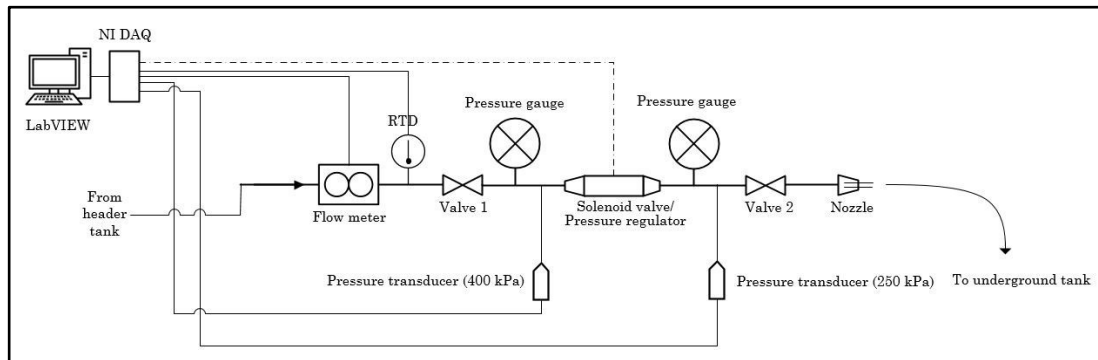 NI DAQ
LabVIEW
RTD
Pressure gauge
Pressure gauge
From
header
tank
Flow meter
Valve 1
Solenoid valve/
Pressure regulator
Valve 2
Nozzle
Pressure transducer (400 kPa)
Pressure transducer (250 kPa)
To underground tank